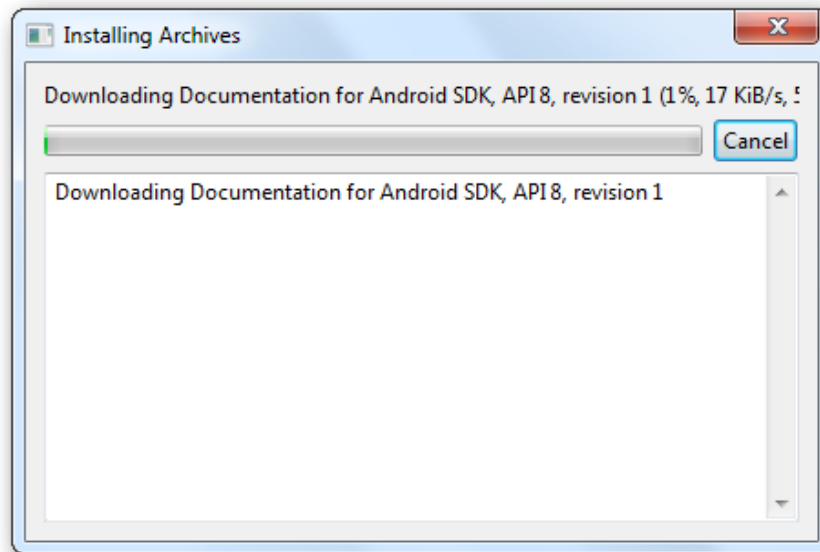 Installing Archives
Downloading Documentation for Android SDK, API 8, revision 1 (1%, 17 KiB/s,
Cancel
Downloading Documentation for Android SDK, API 8, revision 1